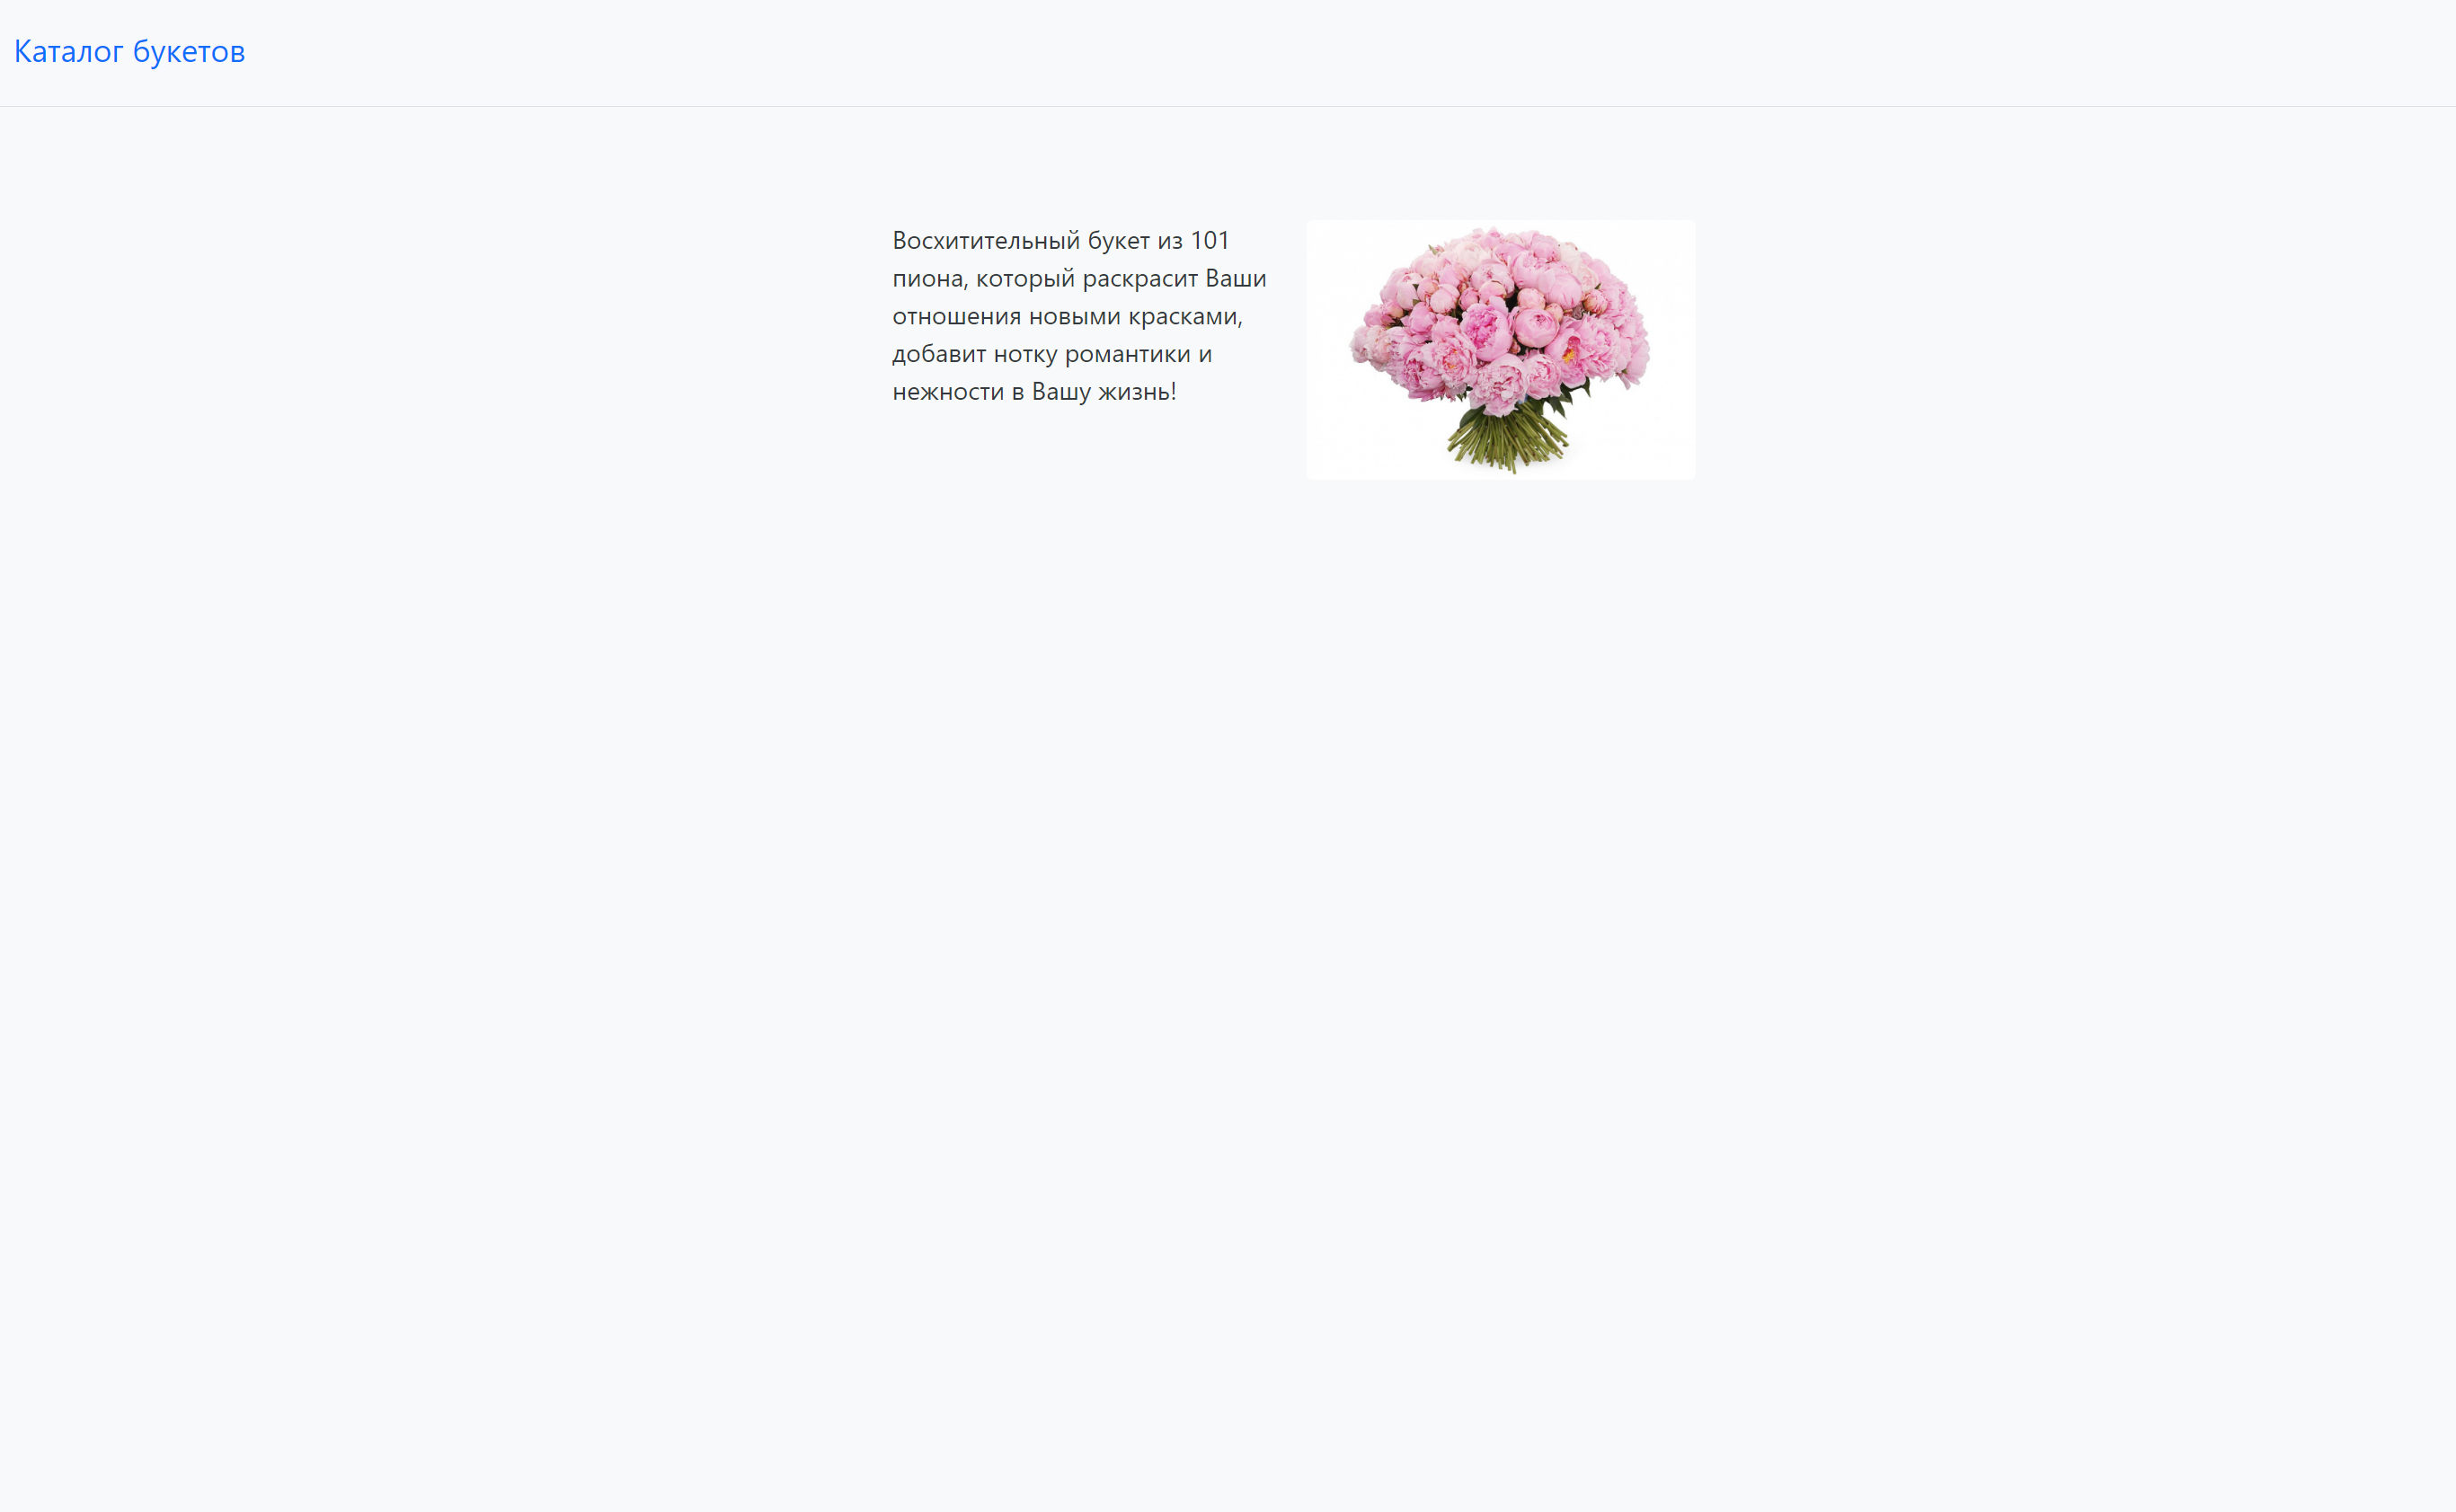 Каталог букетов
Восхитительный букет из 101
пиона, который раскрасит Ваши
отношения новыми красками,
добавит нотку романтики и
нежности в Вашу жизнь!